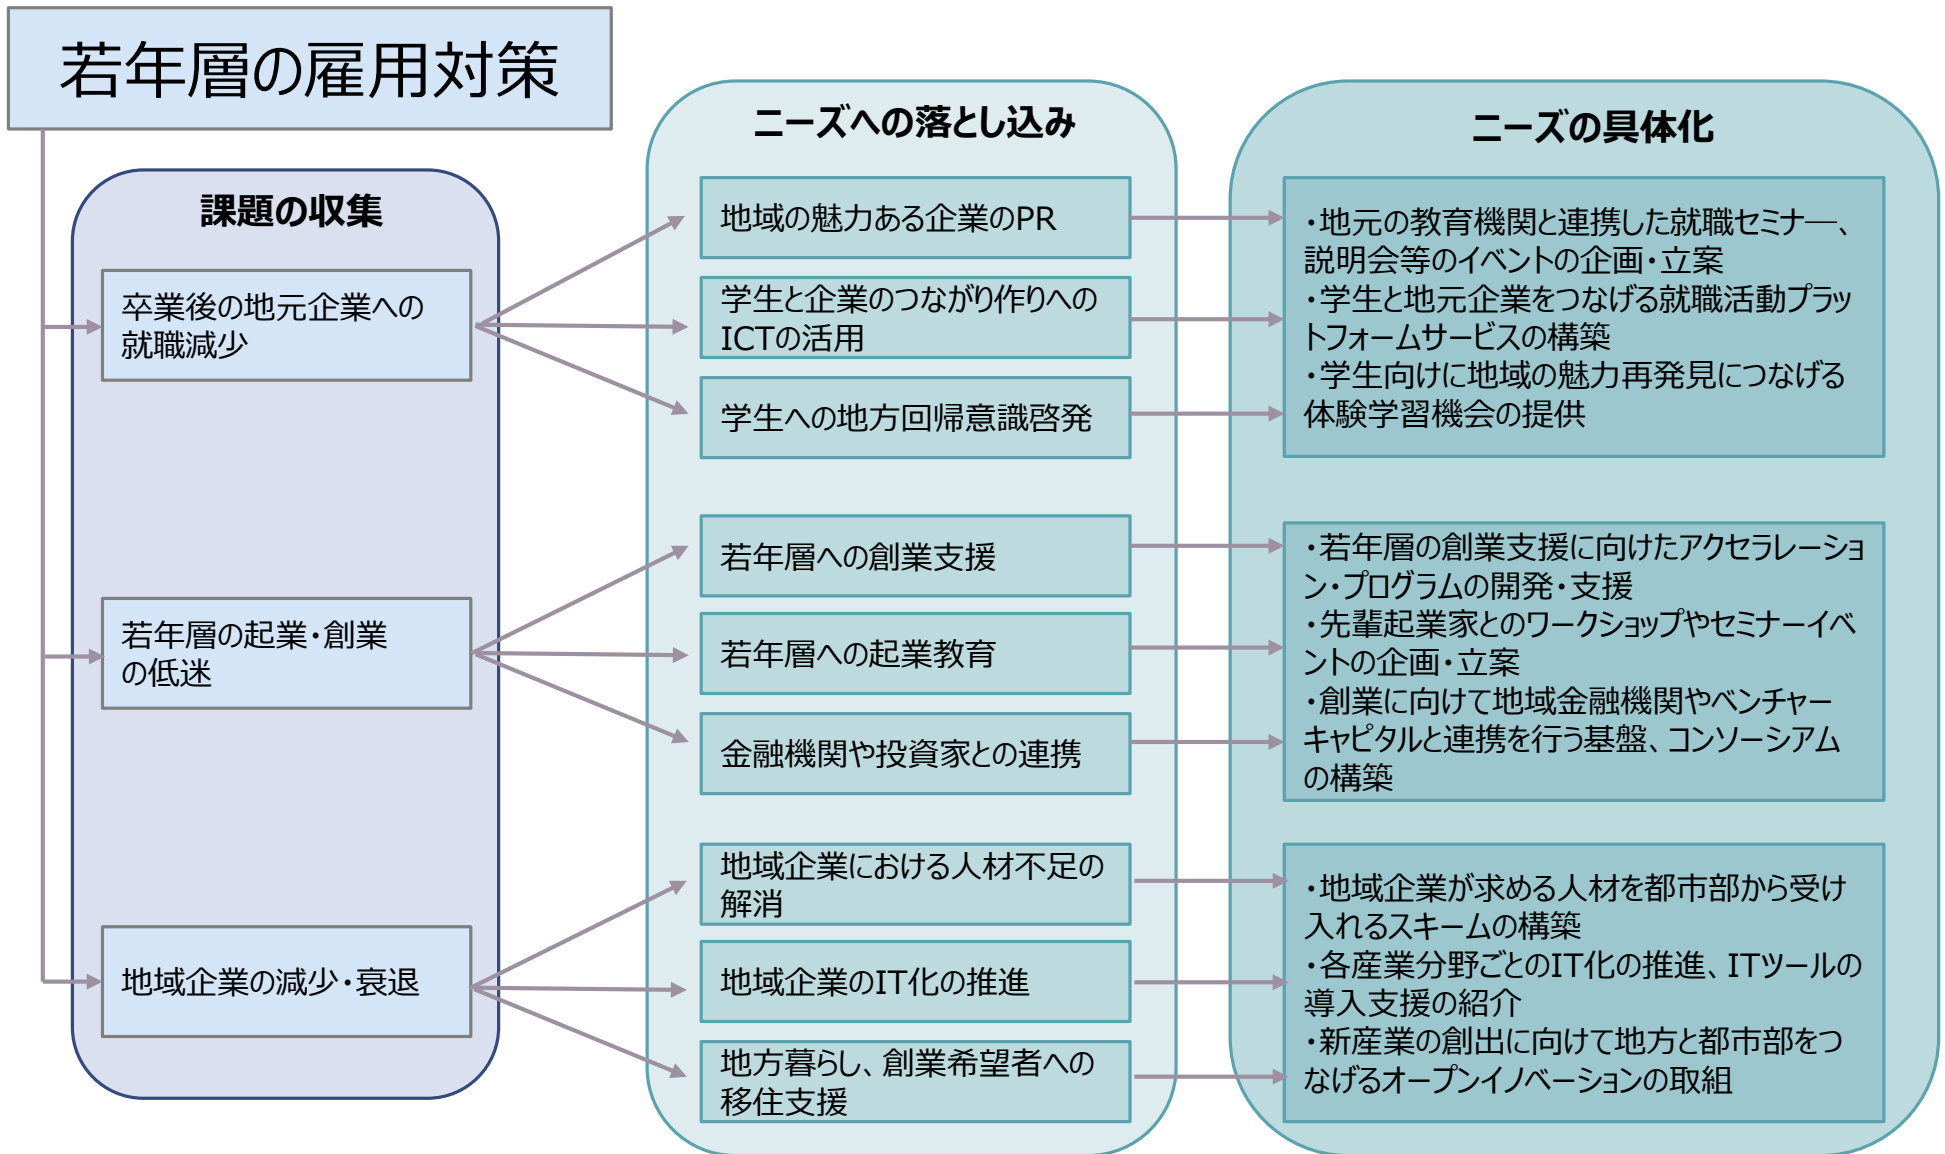 若年層の雇用対策
課題の収集
卒業後の地元企業への
就職減少
若年層の起業・創業
の低迷
地域企業の減少・衰退
ニーズへの落とし込み
地域の魅力ある企業のPR
学生と企業のつながり作りへの
ICTの活用
学生への地方回帰意識啓発
若年層への創業支援
若年層への起業教育
金融機関や投資家との連携
地域企業における人材不足の
解消
地域企業のIT化の推進
地方暮らし、創業希望者への
移住支援
ニーズの具体化
・地元の教育機関と連携した就職セミナ―、
説明会等のイベントの企画・立案
・学生と地元企業をつなげる就職活動プラッ
トフォームサービスの構築
・学生向けに地域の魅力再発見につなげる
体験学習機会の提供
・若年層の創業支援に向けたアクセラレーショ
ン・プログラムの開発・支援
・先輩起業家とのワークショップやセミナーイベ
ントの企画・立案
・創業に向けて地域金融機関やベンチャー
キャピタルと連携を行う基盤、コンソーシアム
の構築
・地域企業が求める人材を都市部から受け
入れるスキームの構築
・各産業分野ごとのIT化の推進、ITツールの
導入支援の紹介
・新産業の創出に向けて地方と都市部をつ
なげるオープンイノベーションの取組